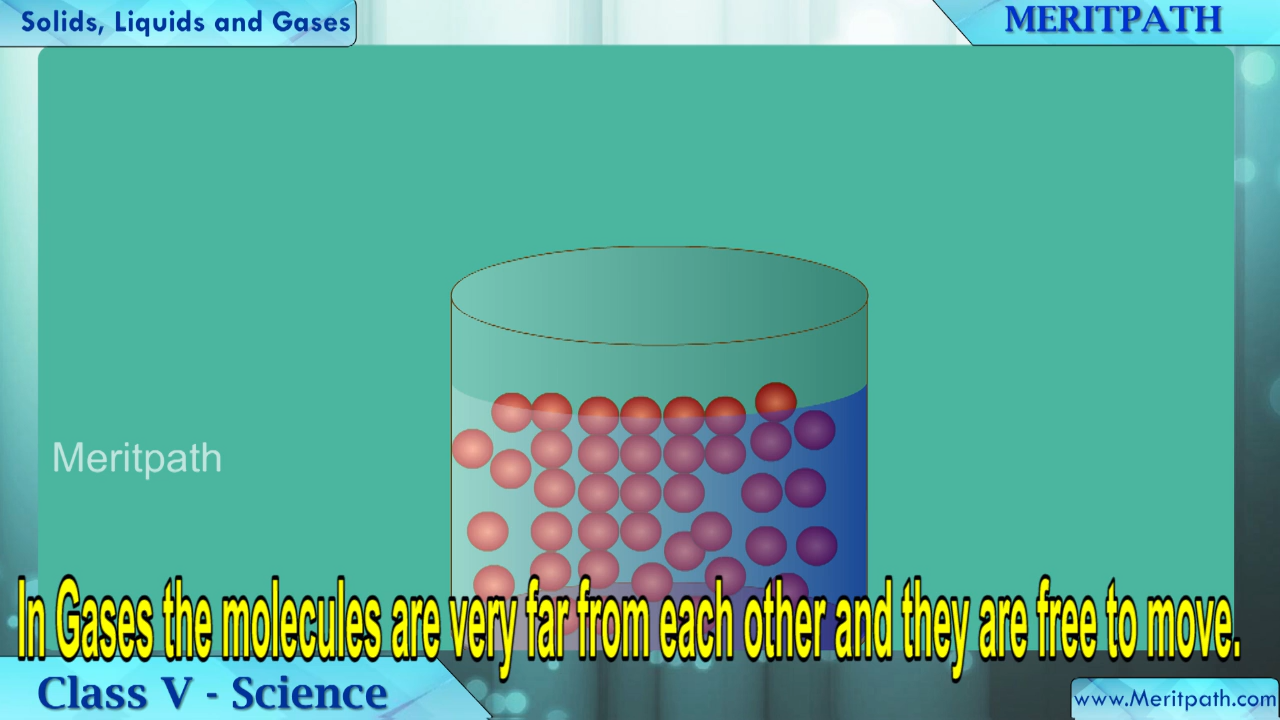 Solids, Liquids and Gases
MERITPATH
Meritpath
In Gases the molecules are very far from each other and they are free to move.
Class V - Science
www.Meritpath.com